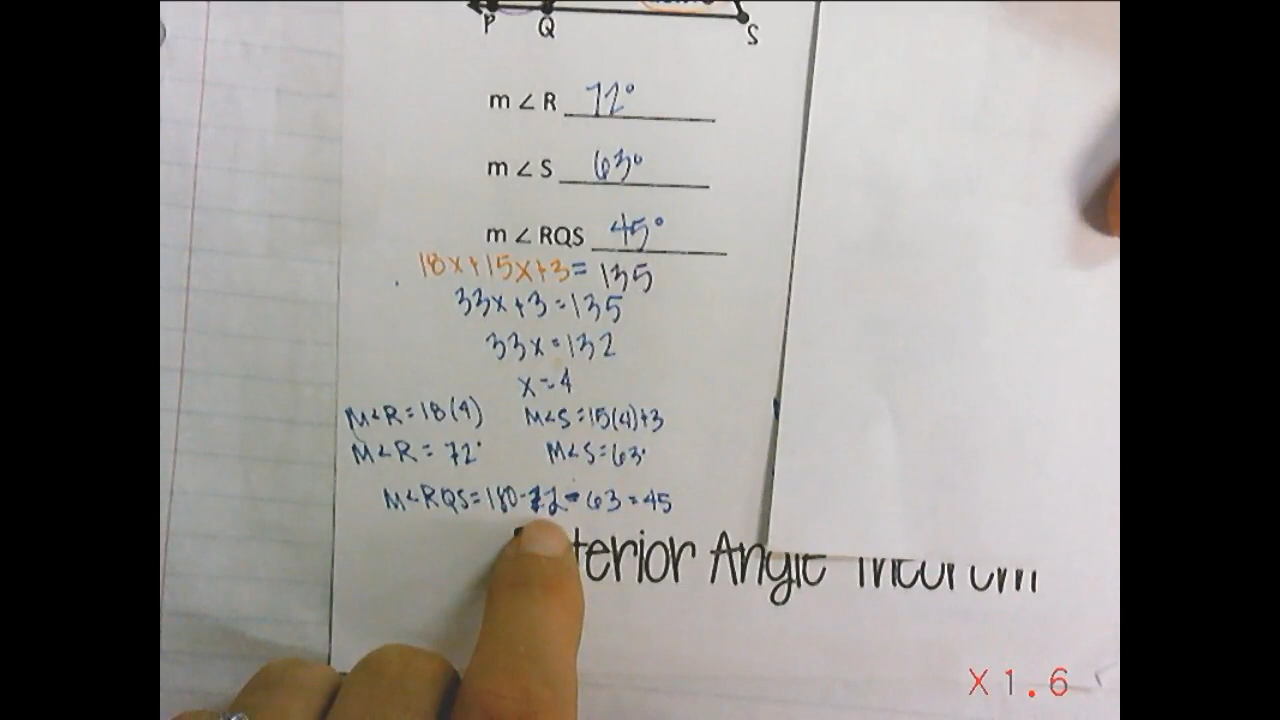 P Q S
m ∠ R 72°
m ∠ S 63°
m ∠ RQS 45°
18x+15x+3=135
33x+3=135
33x=132
x=4
M∠R=18(4) M∠S=15(4)+3
M∠R=72° M∠S=63°
M∠RQS=180-72-63=45
terior Angle Theorem
X1.6